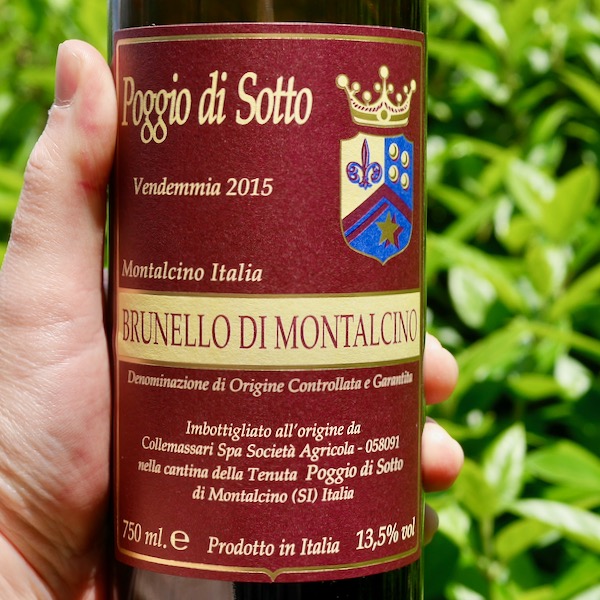 Poggio di Sotto
Vendemmia 2015
Montalcino Italia
BRUNELLO DI MONTALCINO
Denominazione di Origine Controllata e Garantita
Imbottigliato all'origine da
Collemassari Spa Società Agricola - 058091
nella cantina della Tenuta Poggio di Sotto
di Montalcino (SI) Italia
750 ml. e Prodotto in Italia 13,5% vol